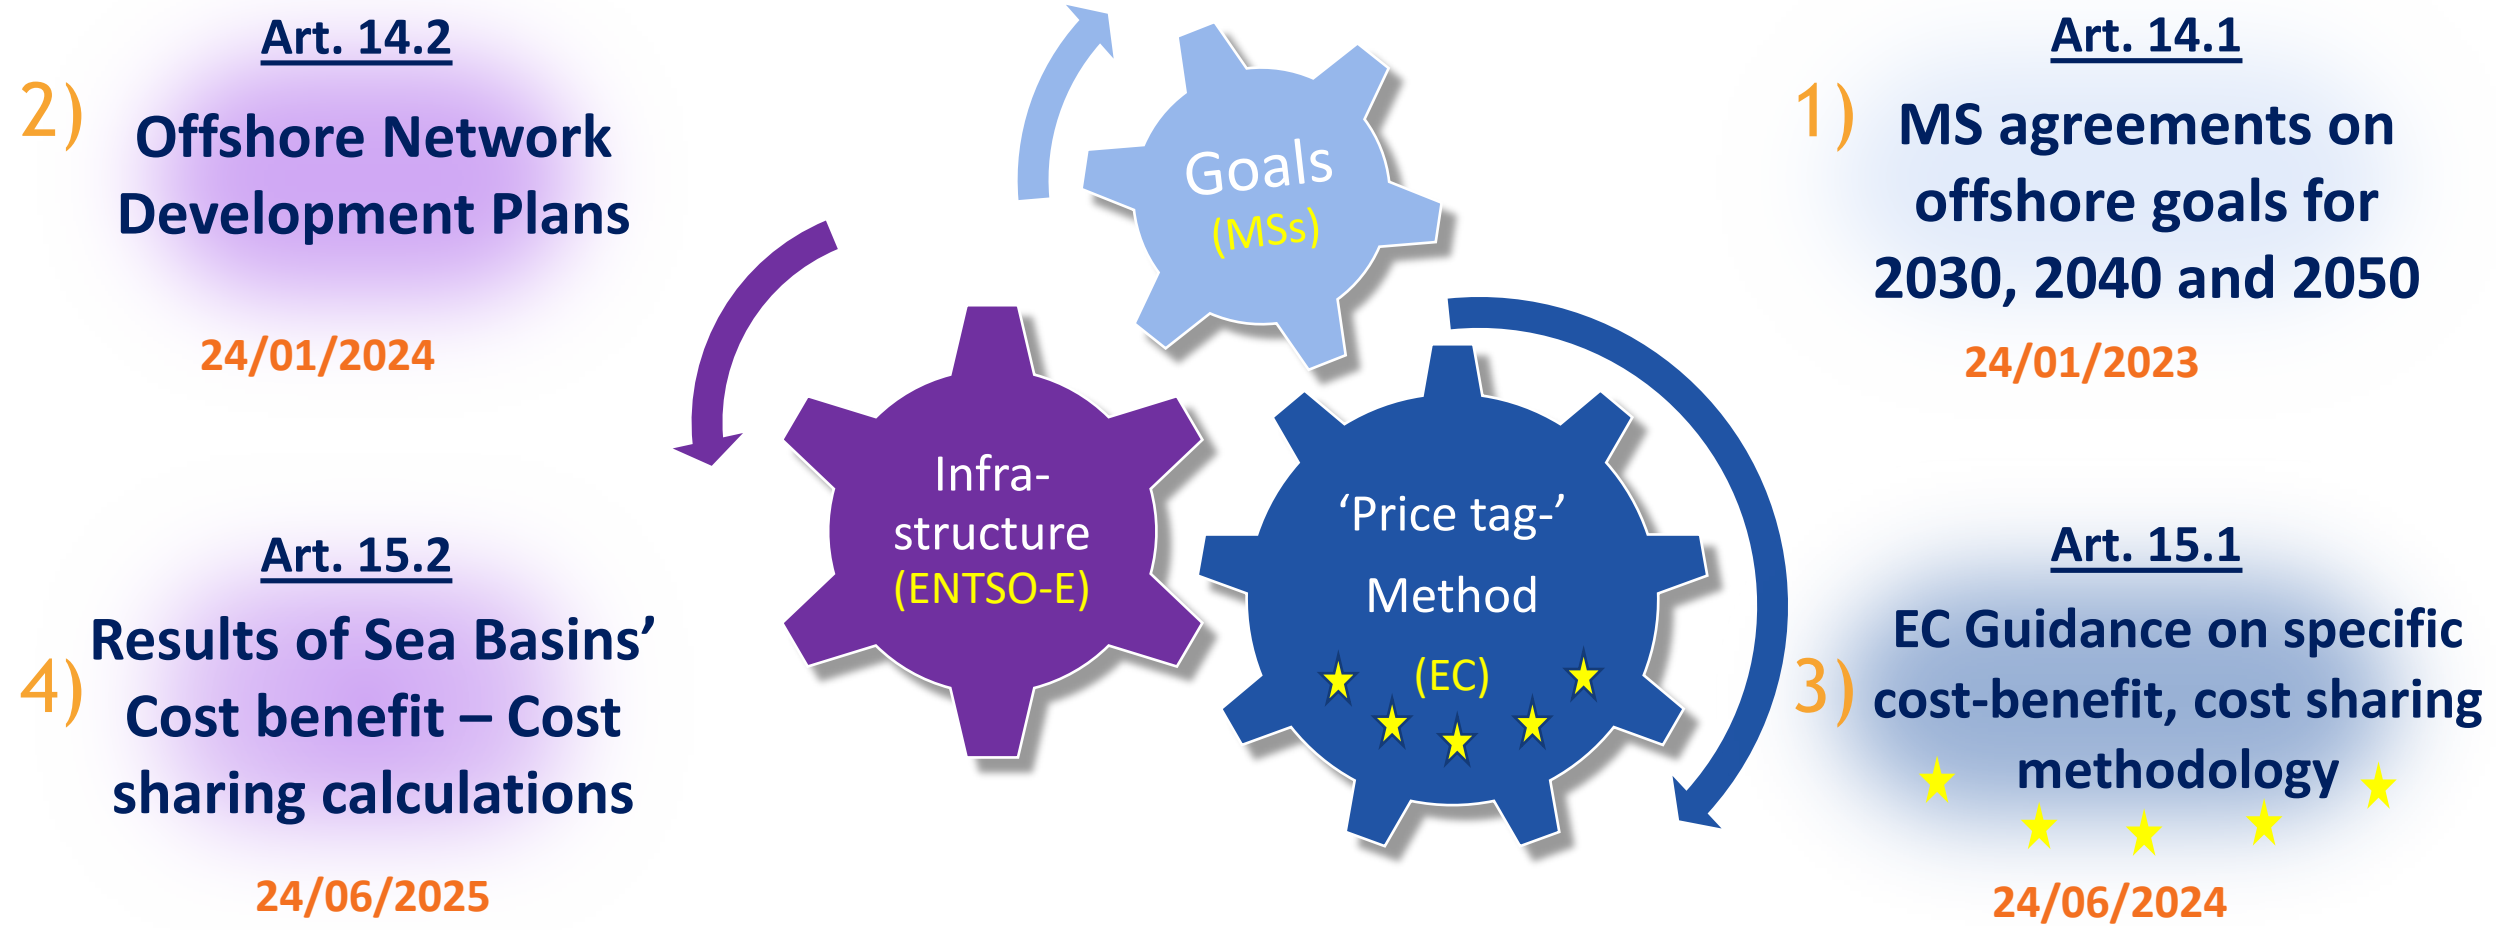 Art. 14.2
2)
Offshore Network
Development Plans
24/01/2024
Goals
(MSs)
Art. 14.1
1)
MS agreements on
offshore goals for
2030, 2040 and 2050
24/01/2023
Infra-
structure
(ENTSO-E)
‘Price tag-’
Method
(EC)
Art. 15.2
4)
Results of Sea Basins’
Cost benefit – Cost
sharing calculations
24/06/2025
Art. 15.1
3)
EC Guidance on specific
cost-benefit, cost sharing
methodology
24/06/2024